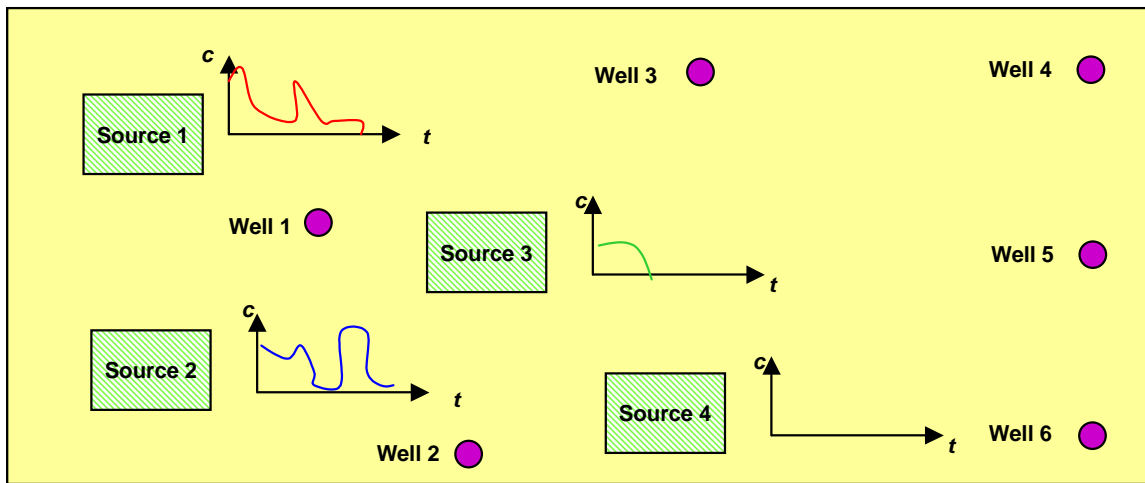 c
Well 3
Well 4
Source 1
t
c
Well 1
Source 3
Well 5
t
c
Source 2
c
t
Source 4
Well 6
t
Well 2